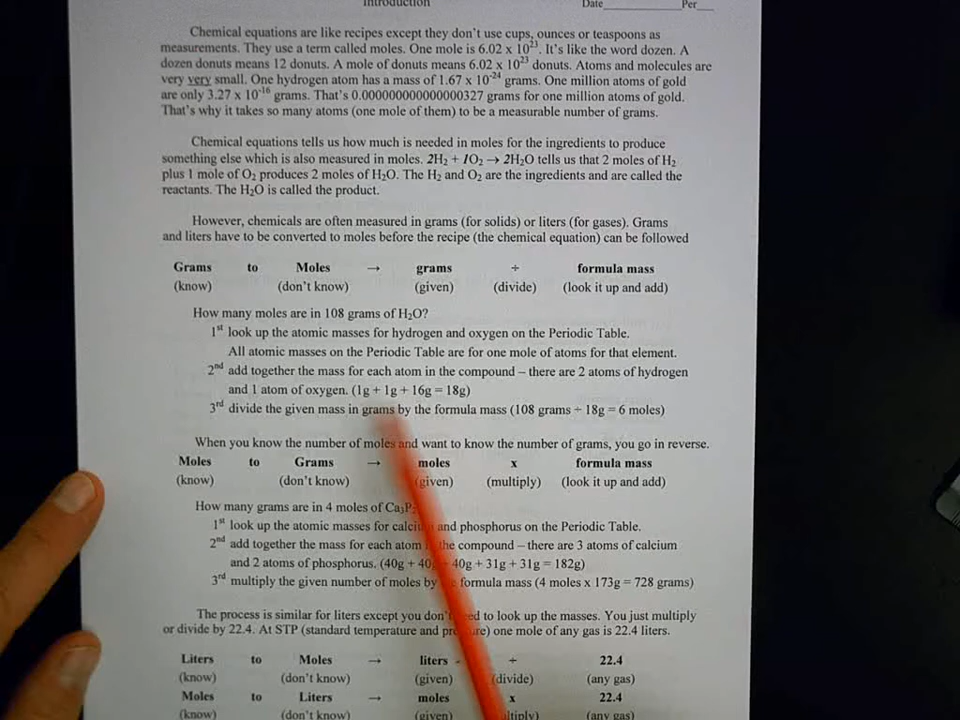 Introduction Date____________ Per___
Chemical equations are like recipes except they don't use cups, ounces or teaspoons as
measurements. They use a term called moles. One mole is 6.02 x 10²³. It's like the word dozen. A
dozen donuts means 12 donuts. A mole of donuts means 6.02 x 10²³ donuts. Atoms and molecules are
very very small. One hydrogen atom has a mass of 1.67 x 10⁻²⁴ grams. One million atoms of gold
are only 3.27 x 10⁻¹⁶ grams. That's 0.000000000000000327 grams for one million atoms of gold.
That's why it takes so many atoms (one mole of them) to be a measurable number of grams.
Chemical equations tells us how much is needed in moles for the ingredients to produce
something else which is also measured in moles. 2H₂ + 1O₂ → 2H₂O tells us that 2 moles of H₂
plus 1 mole of O₂ produces 2 moles of H₂O. The H₂ and O₂ are the ingredients and are called the
reactants. The H₂O is called the product.
However, chemicals are often measured in grams (for solids) or liters (for gases). Grams
and liters have to be converted to moles before the recipe (the chemical equation) can be followed
Grams to Moles → grams ÷ formula mass
(know) (don't know) (given) (divide) (look it up and add)
How many moles are in 108 grams of H₂O?
1st look up the atomic masses for hydrogen and oxygen on the Periodic Table.
All atomic masses on the Periodic Table are for one mole of atoms for that element.
2nd add together the mass for each atom in the compound – there are 2 atoms of hydrogen
and 1 atom of oxygen. (1g + 1g + 16g = 18g)
3rd divide the given mass in grams by the formula mass (108 grams ÷ 18g = 6 moles)
When you know the number of moles and want to know the number of grams, you go in reverse.
Moles to Grams → moles x formula mass
(know) (don't know) (given) (multiply) (look it up and add)
How many grams are in 4 moles of Ca₃P₂
1st look up the atomic masses for calcium and phosphorus on the Periodic Table.
2nd add together the mass for each atom the compound – there are 3 atoms of calcium
and 2 atoms of phosphorus. (40g + 40g + 40g + 31g + 31g = 182g)
3rd multiply the given number of moles by formula mass (4 moles x 173g = 728 grams)
The process is similar for liters except you don't to look up the masses. You just multiply
or divide by 22.4. At STP (standard temperature and pressure) one mole of any gas is 22.4 liters.
Liters to Moles → liters ÷ 22.4
(know) (don't know) (given) (divide) (any gas)
Moles to Liters → moles x 22.4
(know) (don't know) (given) (any gas)